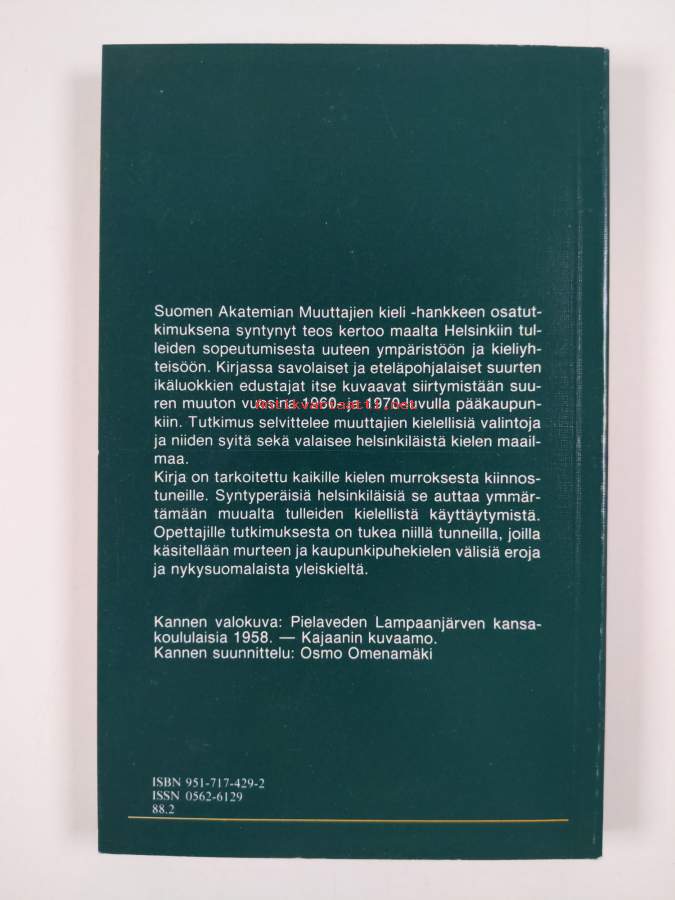 Suomen Akatemian Muuttajien kieli -hankkeen osatut-
kimuksena syntynyt teos kertoo maalta Helsinkiin tul-
leiden sopeutumisesta uuteen ympäristöön ja kieliyh-
teisöön. Kirjassa savolaiset ja eteläpohjalaiset suurten
ikäluokkien edustajat itse kuvaavat siirtymistään suu-
ren muuton vuosina 1960- ja 1970-luvulla pääkaupun-
kiin. Tutkimus selvittelee muuttajien kielellisiä valintoja
ja niiden syitä sekä valaisee helsinkiläistä kielen maail-
maa.
Kirja on tarkoitettu kaikille kielen murroksesta kiinnos-
tuneille. Syntyperäisiä helsinkiläisiä se auttaa ymmär-
tämään muualta tulleiden kielellistä käyttäytymistä.
Opettajille tutkimuksesta on tukea niillä tunneilla, joilla
käsitellään murteen ja kaupunkipuhekielen välisiä eroja
ja nykysuomalaista yleiskieltä.
Kannen valokuva: Pielaveden Lampaanjärven kansa-
koululaisia 1958. — Kajaanin kuvaamo.
Kannen suunnittelu: Osmo Omenamäki
ISBN 951-717-429-2
ISSN 0562-6129
88.2